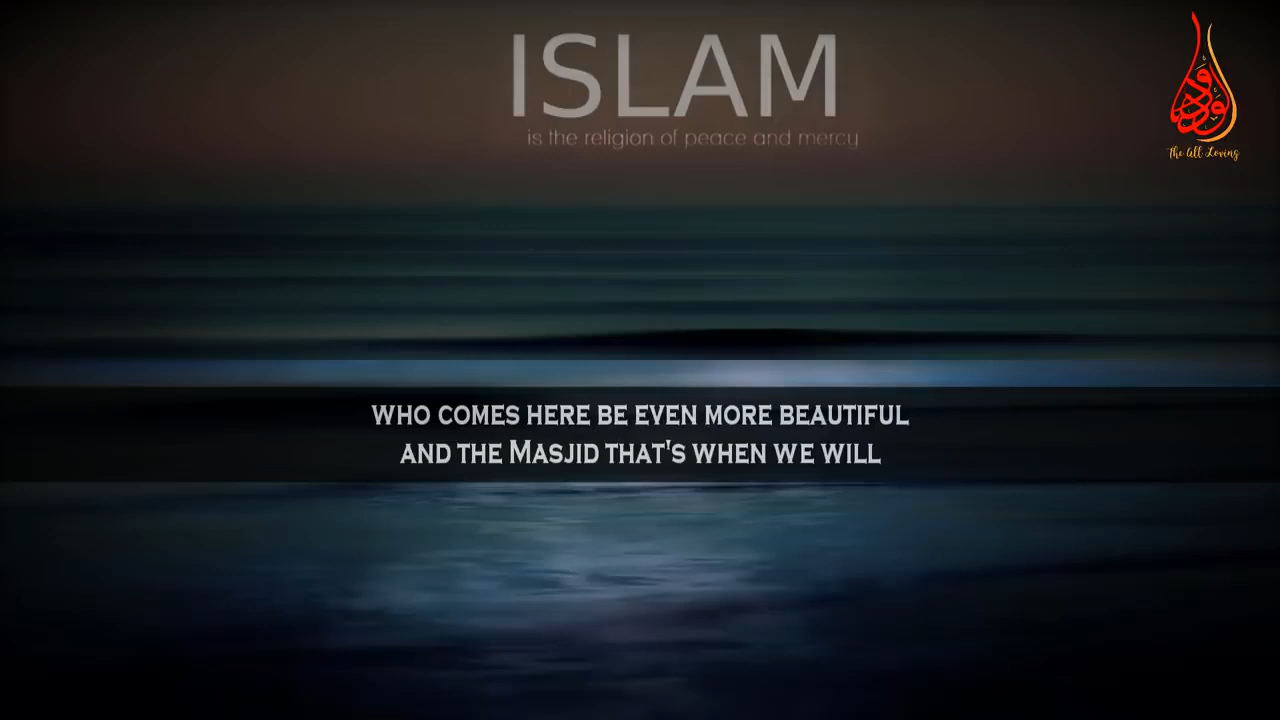 ISLAM
is the religion of peace and mercy
الودود
The All Loving
WHO COMES HERE BE EVEN MORE BEAUTIFUL
AND THE MASJID THAT'S WHEN WE WILL